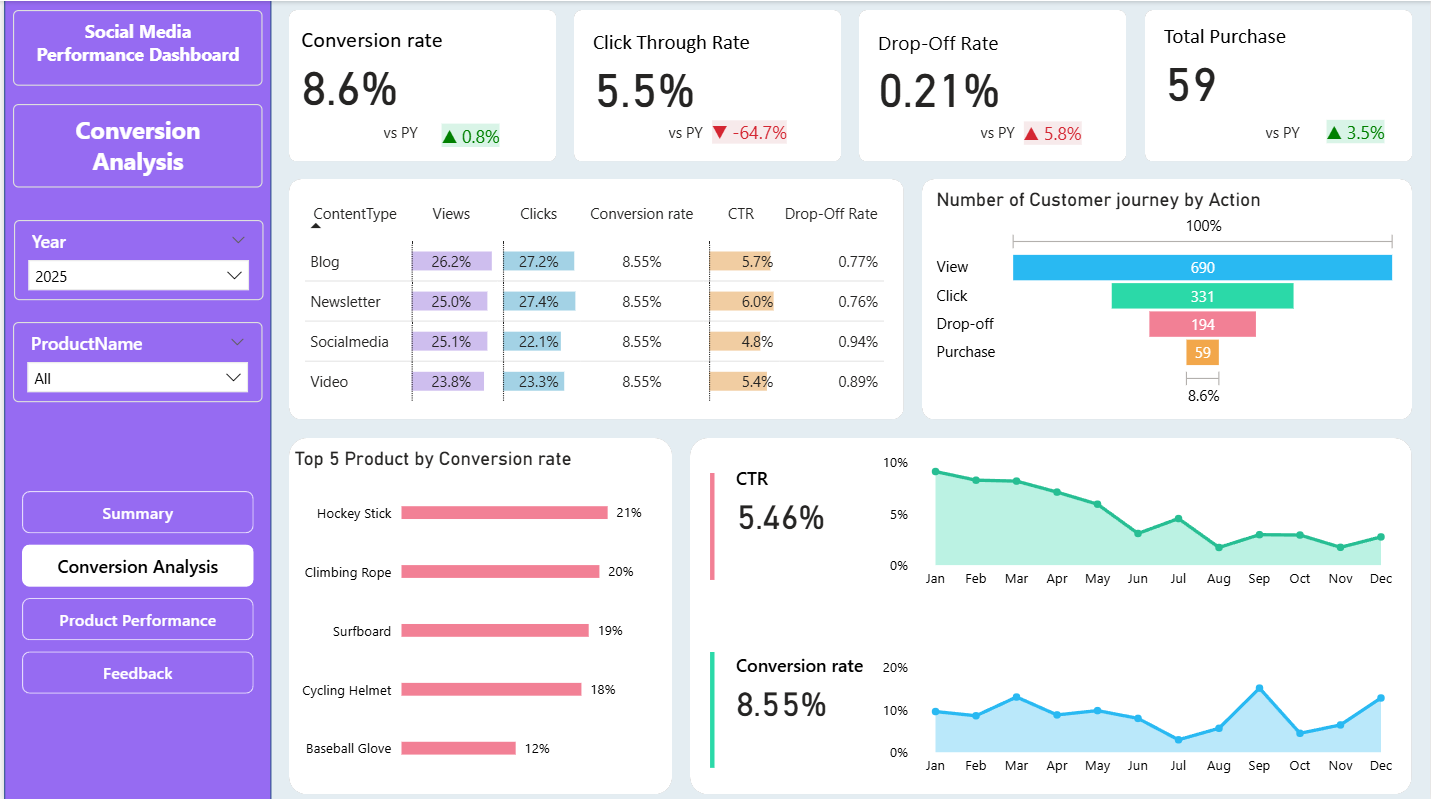 Social Media
Performance Dashboard
Conversion
Analysis
Year
2025
ProductName
All
Summary
Conversion Analysis
Product Performance
Feedback
Conversion rate
8.6%
vs PY ▲ 0.8%
Click Through Rate
5.5%
vs PY ▼ -64.7%
Drop-Off Rate
0.21%
vs PY ▲ 5.8%
Total Purchase
59
vs PY ▲ 3.5%
ContentType Views Clicks Conversion rate CTR Drop-Off Rate
Blog 26.2% 27.2% 8.55% 5.7% 0.77%
Newsletter 25.0% 27.4% 8.55% 6.0% 0.76%
Socialmedia 25.1% 22.1% 8.55% 4.8% 0.94%
Video 23.8% 23.3% 8.55% 5.4% 0.89%
Number of Customer journey by Action
100%
View 690
Click 331
Drop-off 194
Purchase 59
8.6%
Top 5 Product by Conversion rate
Hockey Stick 21%
Climbing Rope 20%
Surfboard 19%
Cycling Helmet 18%
Baseball Glove 12%
CTR
5.46%
10%
5%
0%
Jan Feb Mar Apr May Jun Jul Aug Sep Oct Nov Dec
Conversion rate
8.55%
20%
10%
0%
Jan Feb Mar Apr May Jun Jul Aug Sep Oct Nov Dec